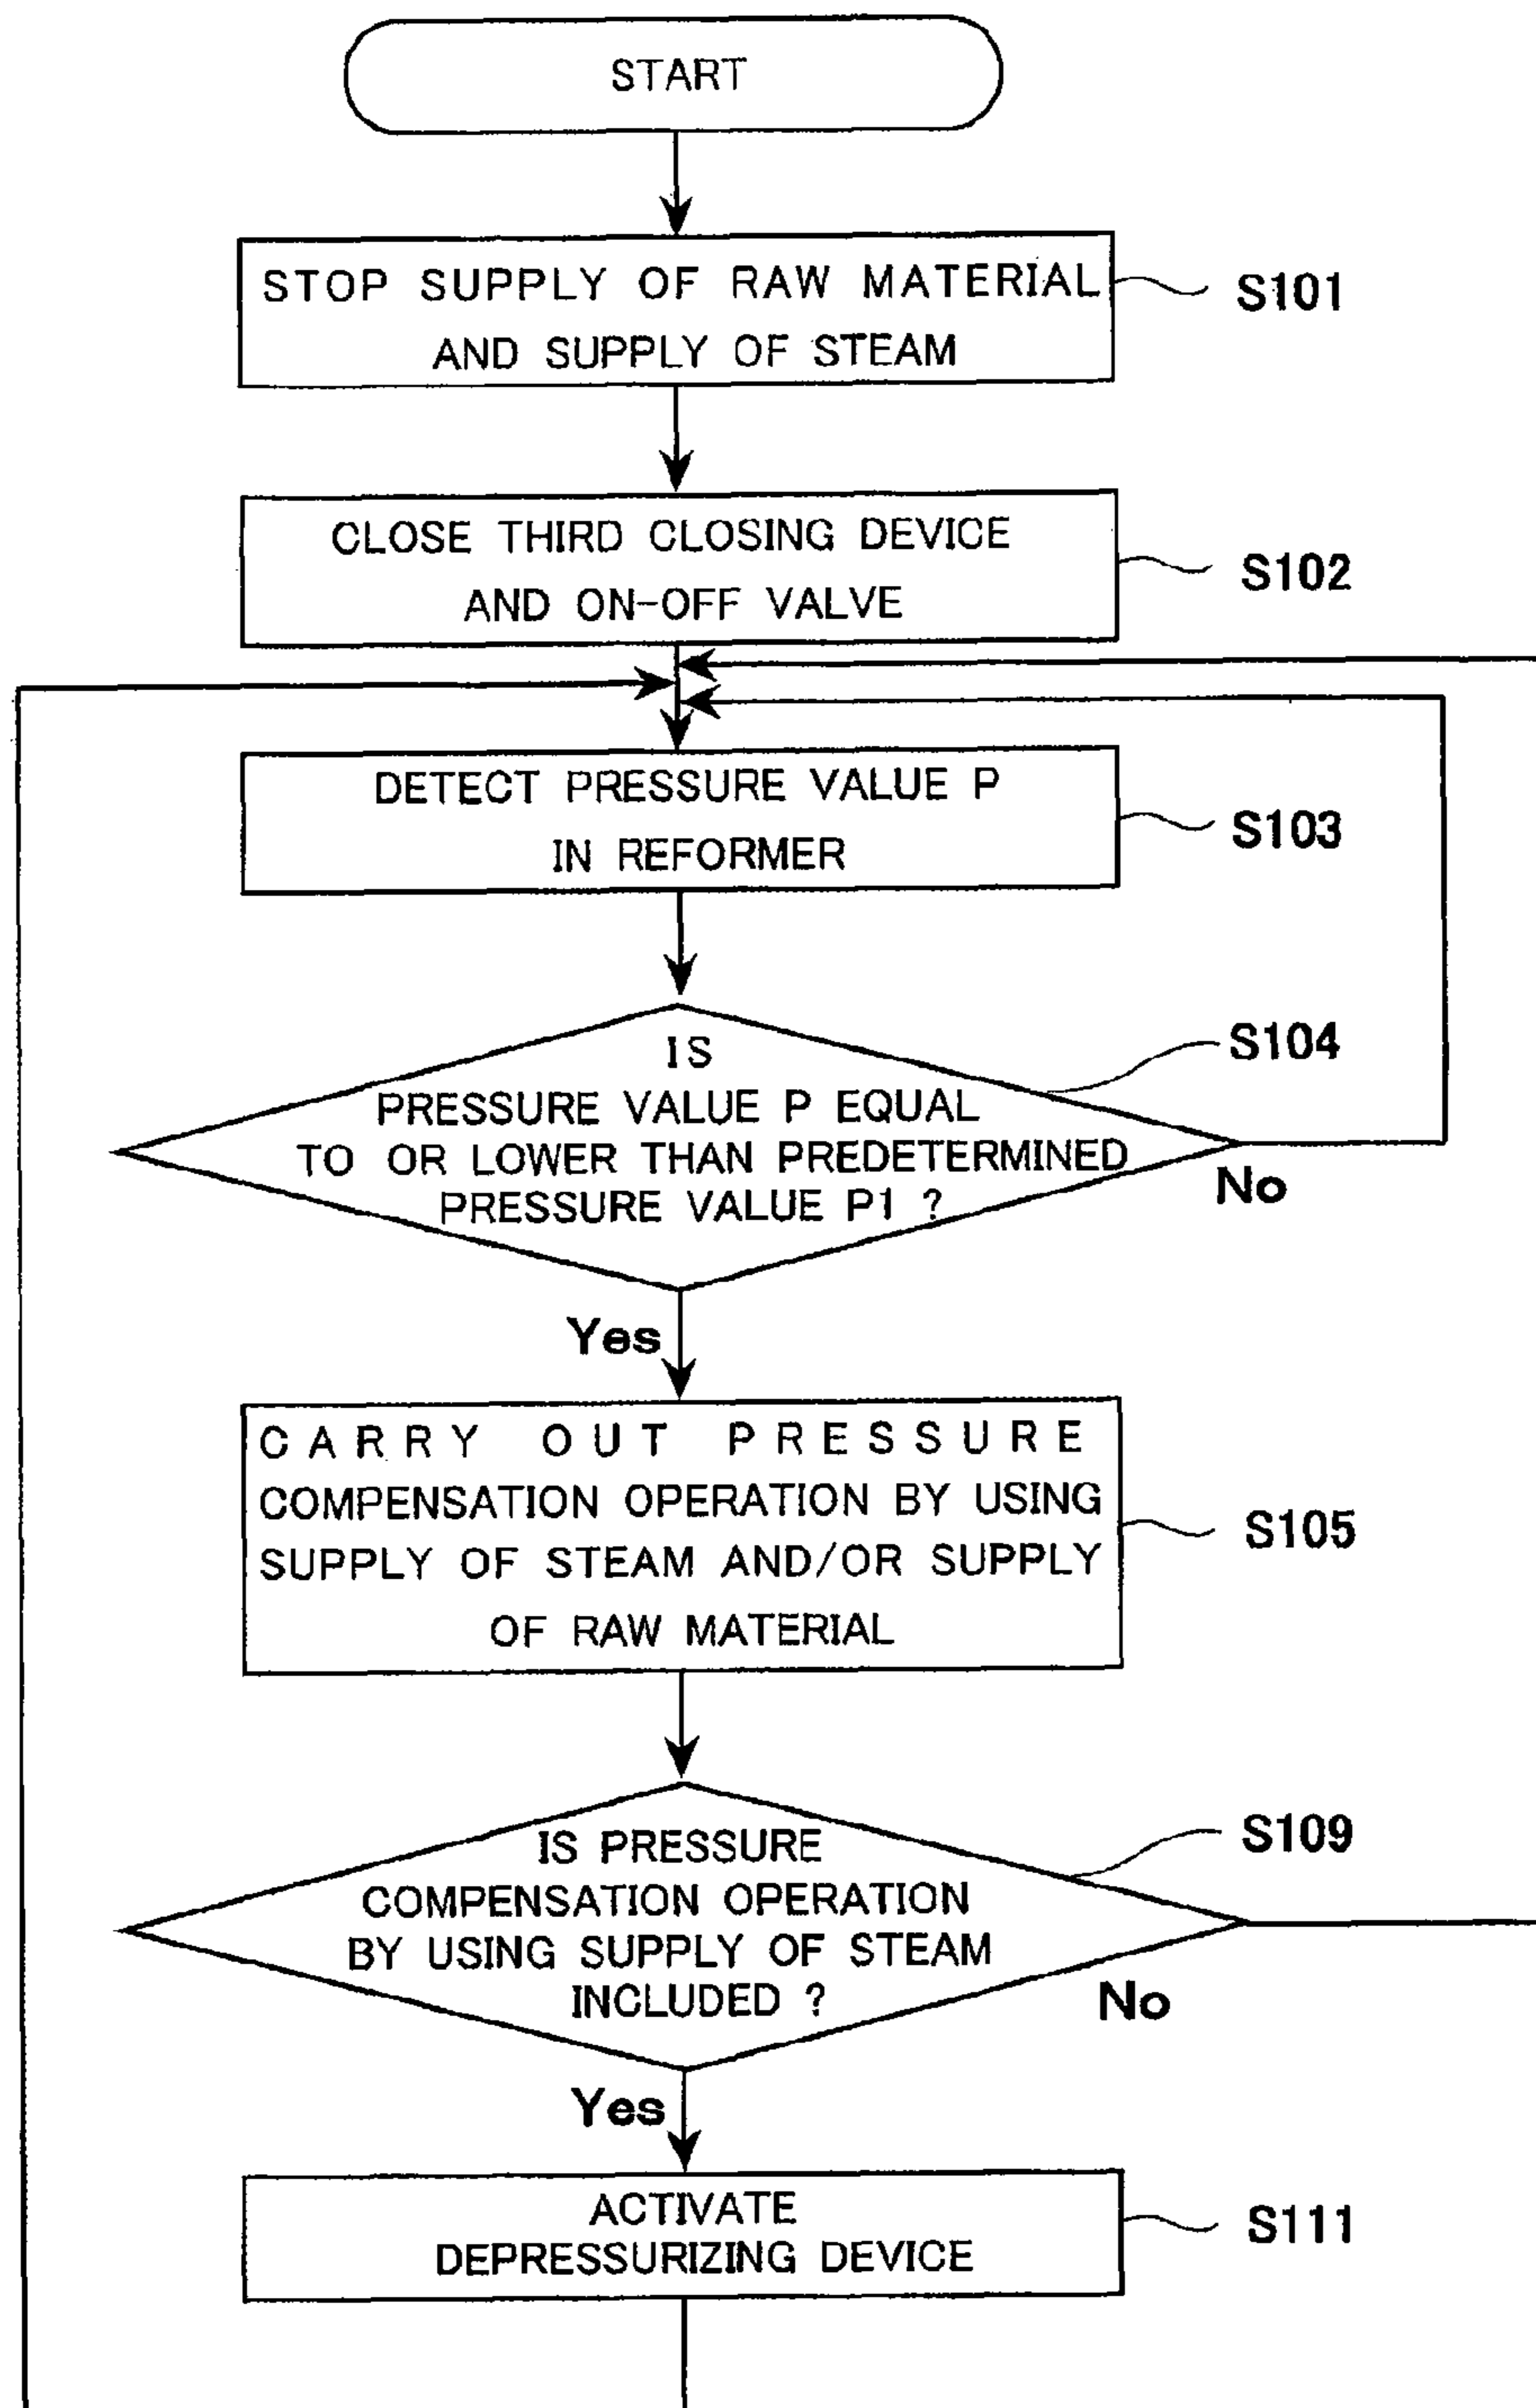 START
STOP SUPPLY OF RAW MATERIAL
AND SUPPLY OF STEAM
S101
CLOSE THIRD CLOSING DEVICE
AND ON-OFF VALVE
S102
DETECT PRESSURE VALUE P
IN REFORMER
S103
IS
PRESSURE VALUE P EQUAL
TO OR LOWER THAN PREDETERMINED
PRESSURE VALUE P1 ?
S104
No
Yes
CARRY OUT PRESSURE
COMPENSATION OPERATION BY USING
SUPPLY OF STEAM AND/OR SUPPLY
OF RAW MATERIAL
S105
IS PRESSURE
COMPENSATION OPERATION
BY USING SUPPLY OF STEAM
INCLUDED ?
S109
No
Yes
ACTIVATE
DEPRESSURIZING DEVICE
S111